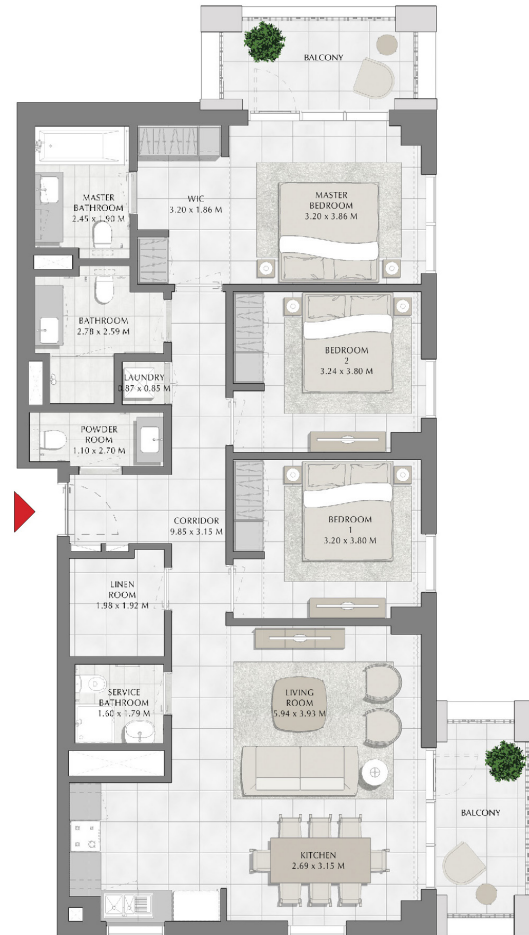 BALCONY
MASTER
BATHROOM
2.45 x 1.90 M
WIC
3.20 x 1.86 M
MASTER
BEDROOM
3.20 x 3.86 M
BATHROOM
2.78 x 2.59 M
BEDROOM
2
3.24 x 3.80 M
LAUNDRY
0.87 x 0.85 M
POWDER
ROOM
1.10 x 2.70 M
CORRIDOR
9.85 x 3.15 M
BEDROOM
1
3.20 x 3.80 M
LINEN
ROOM
1.98 x 1.92 M
SERVICE
BATHROOM
1.60 x 1.79 M
LIVING
ROOM
5.94 x 3.93 M
BALCONY
KITCHEN
2.69 x 3.15 M